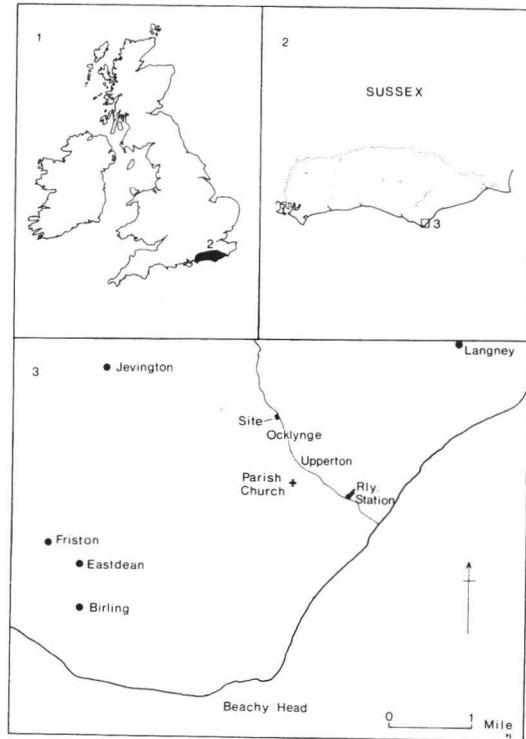 1
2
2
SUSSEX
3
3
Jevington
Langney
Site
Ocklynge
Upperton
Parish
Church
Rly.
Station
Friston
Eastdean
Birling
Beachy Head
0 1
Mile